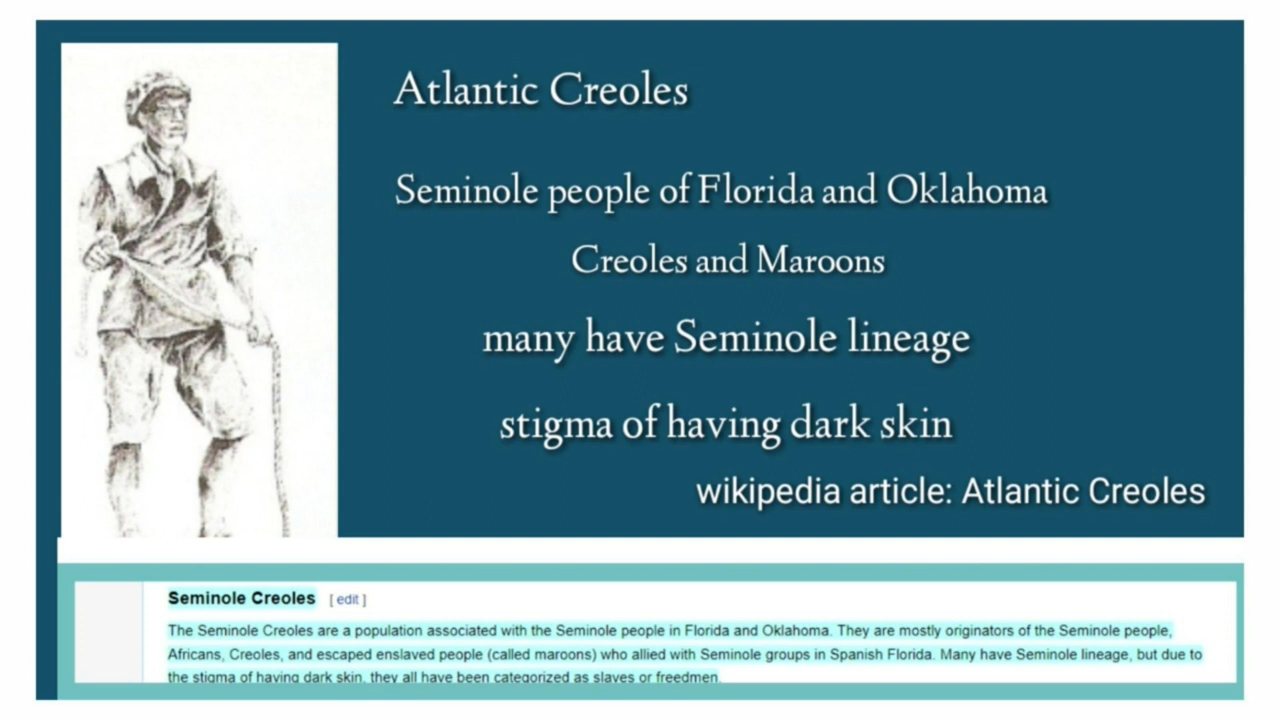 Atlantic Creoles
Seminole people of Florida and Oklahoma
Creoles and Maroons
many have Seminole lineage
stigma of having dark skin
wikipedia article: Atlantic Creoles
Seminole Creoles [ edit ]
The Seminole Creoles are a population associated with the Seminole people in Florida and Oklahoma. They are mostly originators of the Seminole people,
Africans, Creoles, and escaped enslaved people (called maroons) who allied with Seminole groups in Spanish Florida. Many have Seminole lineage, but due to
the stigma of having dark skin, they all have been categorized as slaves or freedmen.